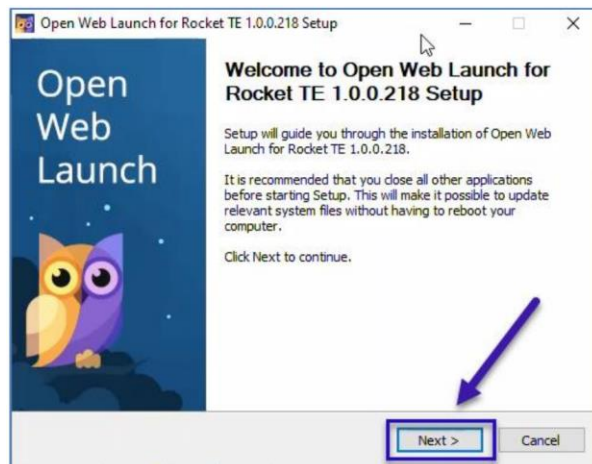 Open Web Launch for Rocket TE 1.0.0.218 Setup
Open
Web
Launch
Welcome to Open Web Launch for
Rocket TE 1.0.0.218 Setup
Setup will guide you through the installation of Open Web
Launch for Rocket TE 1.0.0.218.
It is recommended that you close all other applications
before starting Setup. This will make it possible to update
relevant system files without having to reboot your
computer.
Click Next to continue.
Next >
Cancel